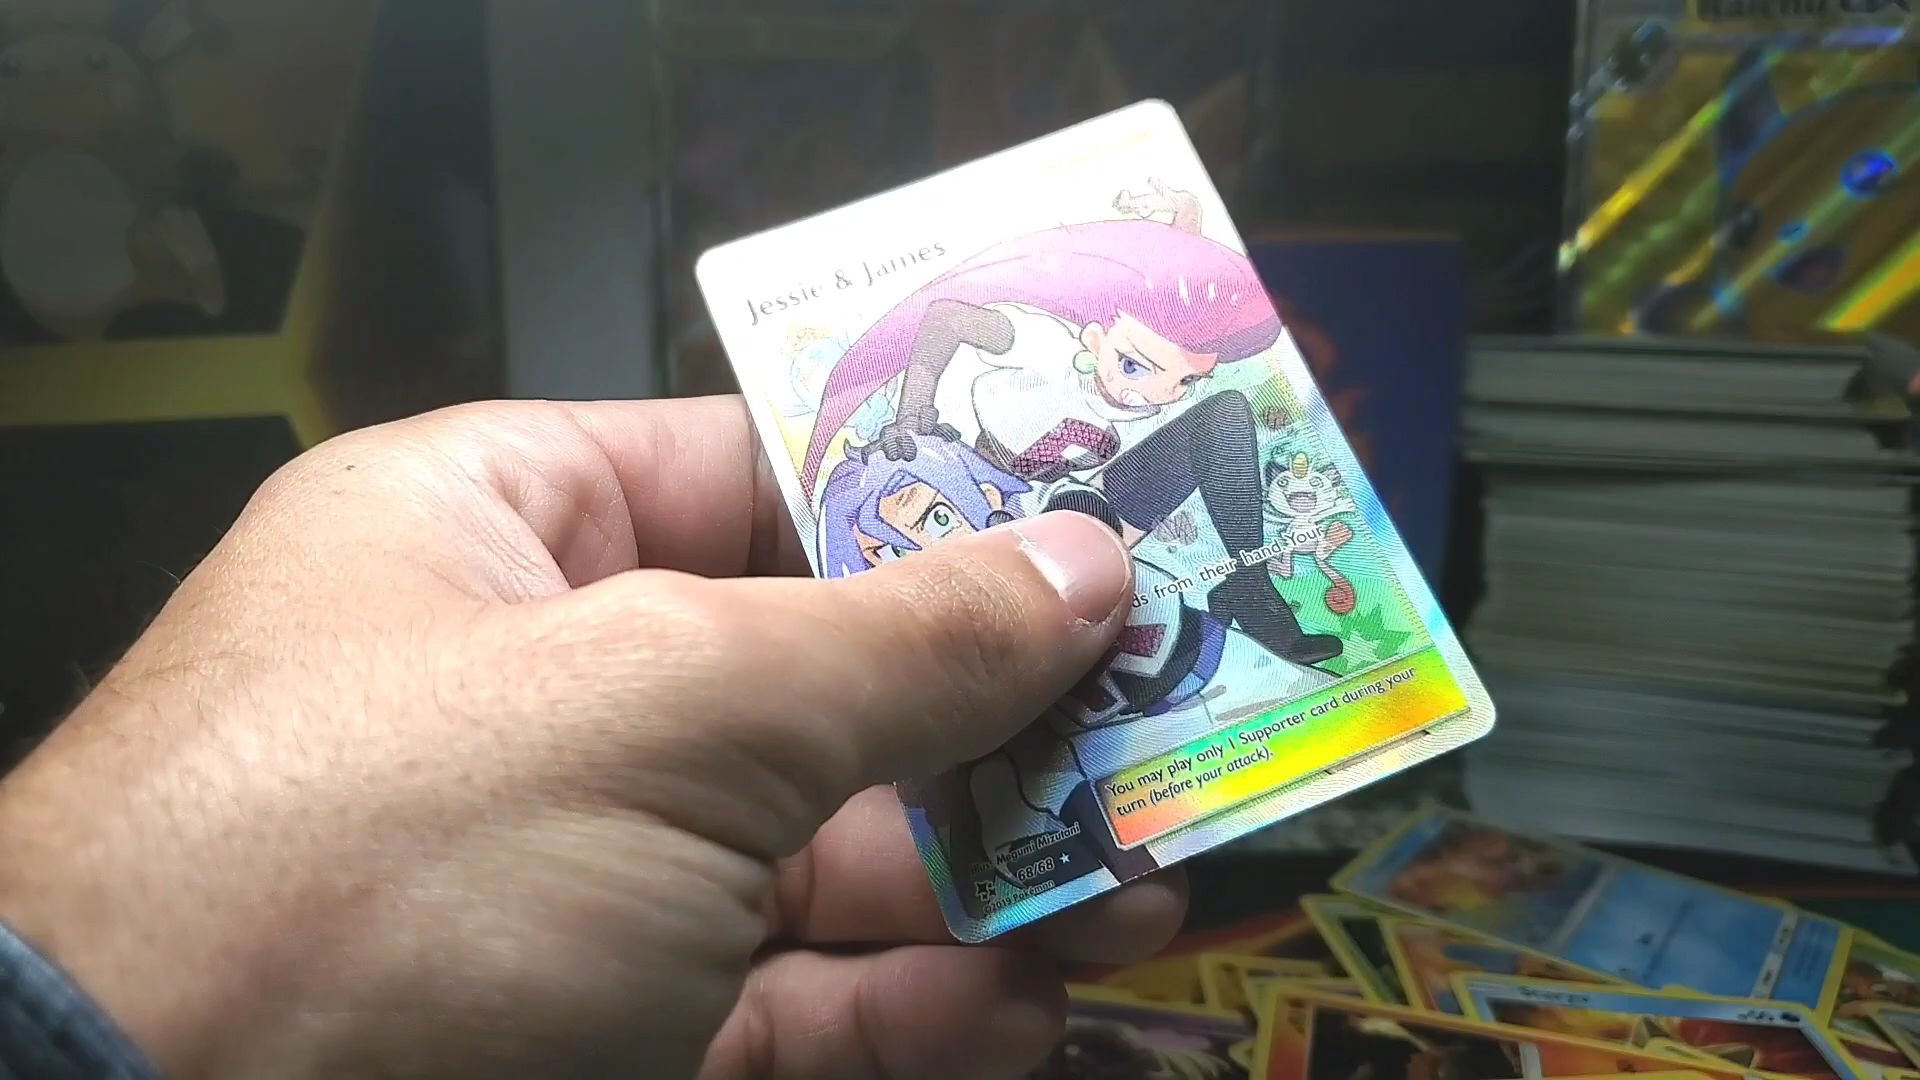 Jessie & James
ds from their hand. Your
You may play only 1 Supporter card during your
turn (before your attack).
Illus. Megumi Mizutani
68/68
©2019 Pokémon